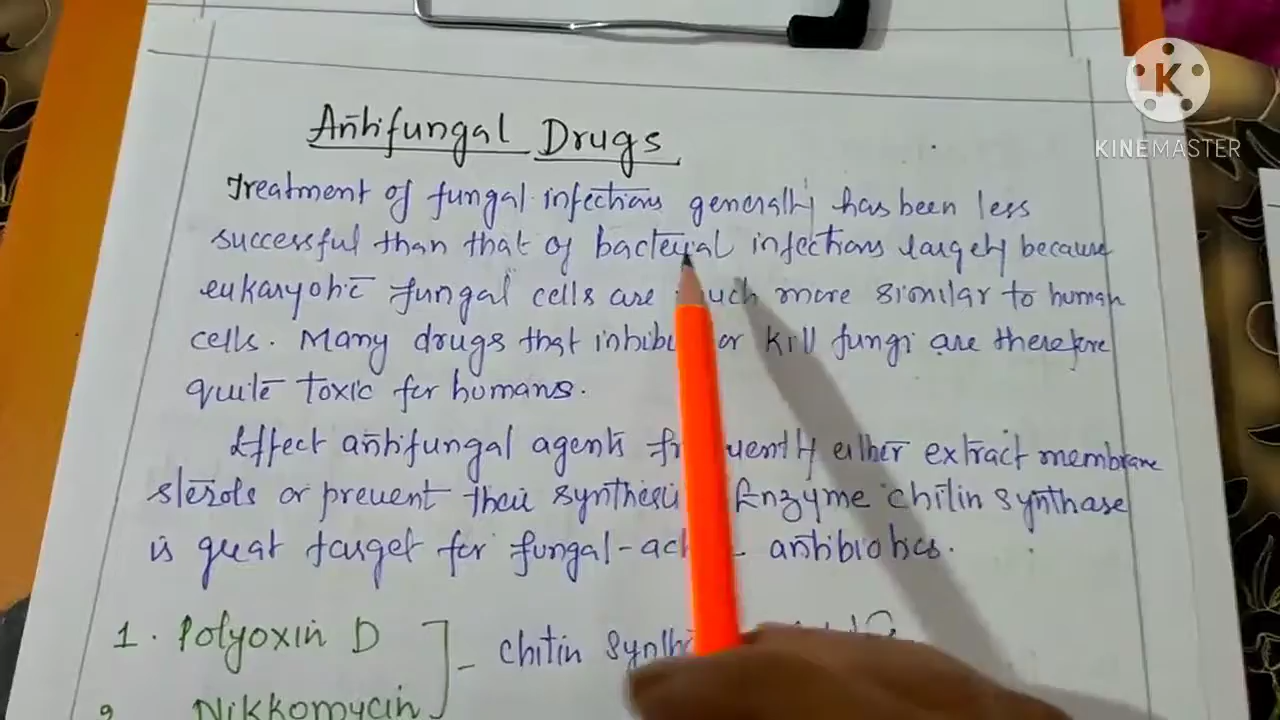 K
KINEMASTER
Antifungal Drugs
Treatment of fungal infections generally has been less
successful than that of bacterial infections largely because
eukaryotic fungal cells are much more similar to human
cells. Many drugs that inhibit or kill fungi are therefore
quite toxic for humans.
Effect antifungal agents frequently either extract membrane
sterols or prevent their synthesis Enzyme chitin synthase
is great target for fungal-act antibiotics.
1. Polyoxin D
chitin
Nikkomycin